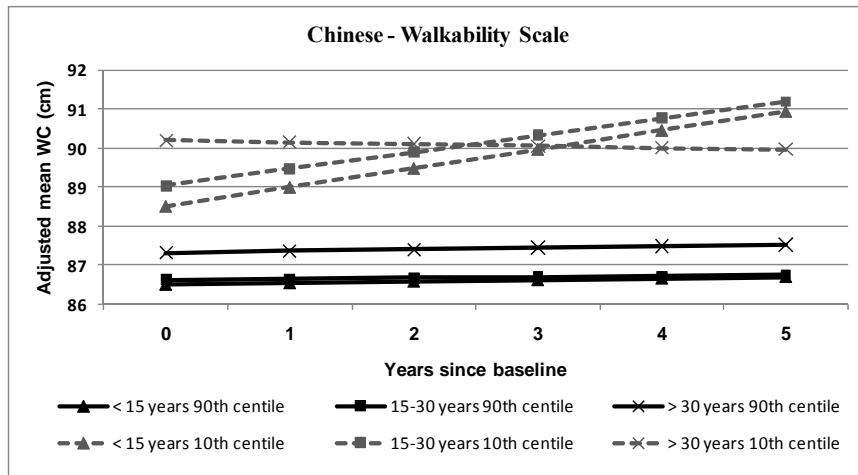 Chinese - Walkability Scale
92
91
90
89
88
87
86
Adjusted mean WC (cm)
0 1 2 3 4 5
Years since baseline
< 15 years 90th centile 15-30 years 90th centile > 30 years 90th centile
< 15 years 10th centile 15-30 years 10th centile > 30 years 10th centile